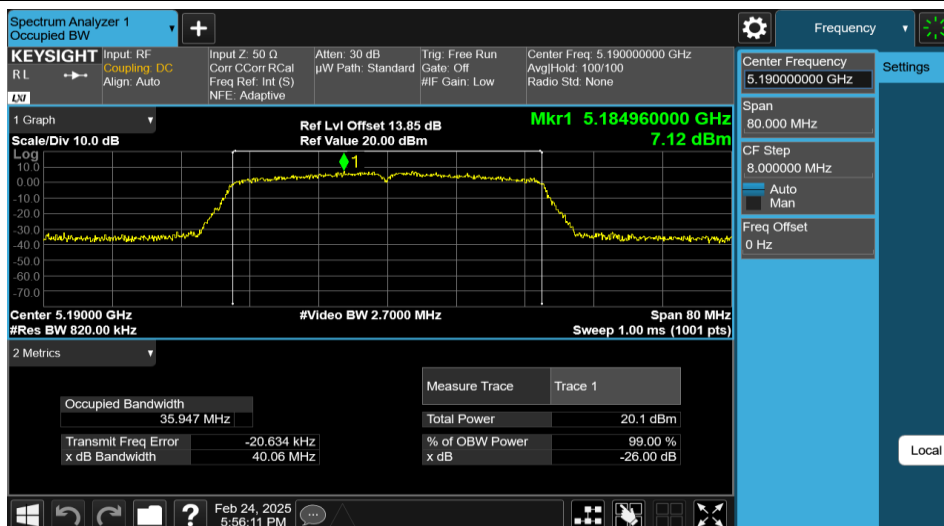 Spectrum Analyzer 1
Occupied BW
+
Frequency
KEYSIGHT
RL
LXI
Input: RF
Coupling: DC
Align: Auto
Input Z: 50 Ω
Corr CCorr RCal
Freq Ref: Int (S)
NFE: Adaptive
Atten: 30 dB
µW Path: Standard
Trig: Free Run
Gate: Off
#IF Gain: Low
Center Freq: 5.190000000 GHz
Avg|Hold: 100/100
Radio Std: None
Center Frequency
5.190000000 GHz
Settings
Span
80.000 MHz
CF Step
8.000000 MHz
Auto
Man
Freq Offset
0 Hz
1 Graph
Scale/Div 10.0 dB
Ref Lvl Offset 13.85 dB
Ref Value 20.00 dBm
Mkr1 5.184960000 GHz
7.12 dBm
Log
1
10.0
0.00
-10.0
-20.0
-30.0
-40.0
-50.0
-60.0
-70.0
Center 5.19000 GHz
#Video BW 2.7000 MHz
Span 80 MHz
#Res BW 820.00 kHz
Sweep 1.00 ms (1001 pts)
2 Metrics
Measure Trace
Trace 1
Occupied Bandwidth
35.947 MHz
Total Power
20.1 dBm
Transmit Freq Error
-20.634 kHz
% of OBW Power
99.00 %
x dB Bandwidth
40.06 MHz
x dB
-26.00 dB
Local
?
Feb 24, 2025
5:56:11 PM